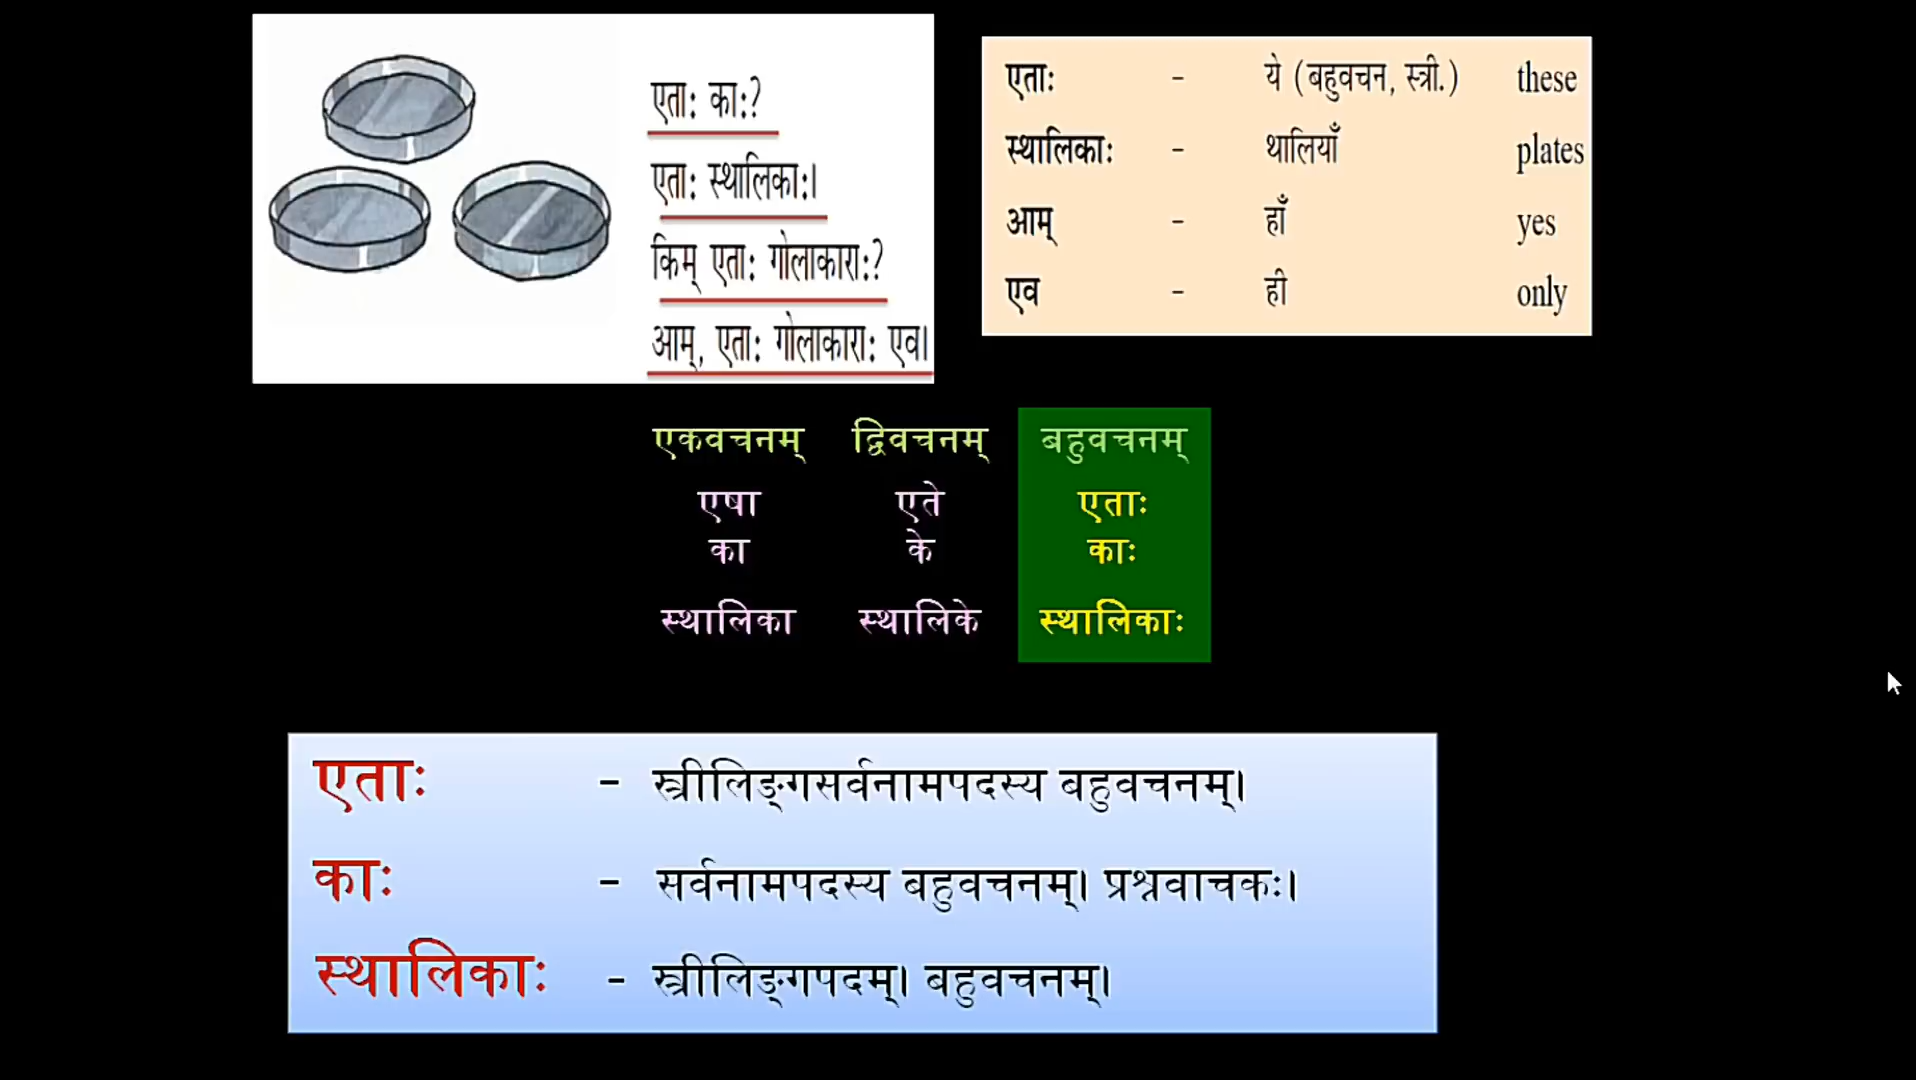 एताः काः?
एताः स्थालिकाः।
किम् एताः गोलाकाराः?
आम्, एताः गोलाकाराः एव।
एताः - ये (बहुवचन, स्त्री.) these
स्थालिकाः - थालियाँ plates
आम् - हाँ yes
एव - ही only
एकवचनम् द्विवचनम् बहुवचनम्
एषा एते एताः
का के काः
स्थालिका स्थालिके स्थालिकाः
एताः - स्त्रीलिङ्गसर्वनामपदस्य बहुवचनम्।
काः - सर्वनामपदस्य बहुवचनम्। प्रश्नवाचकः।
स्थालिकाः - स्त्रीलिङ्गपदम्। बहुवचनम्।